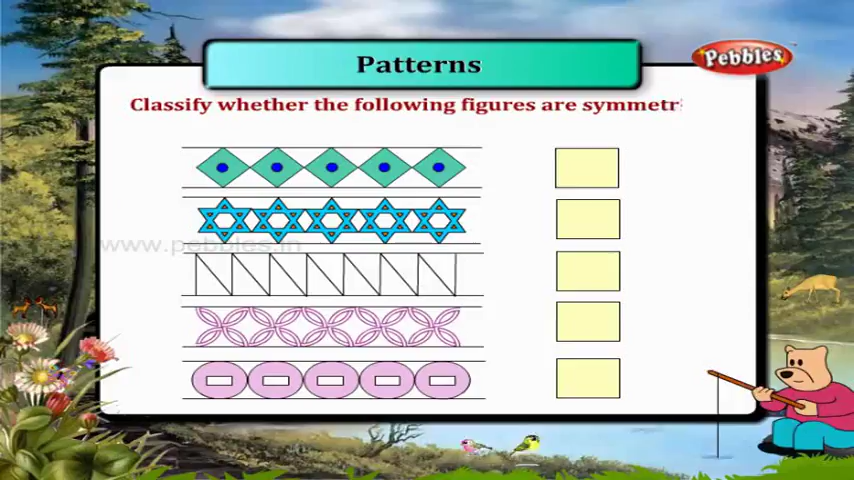 Patterns
Pebbles
Classify whether the following figures are symmetr
www.pebbles.in